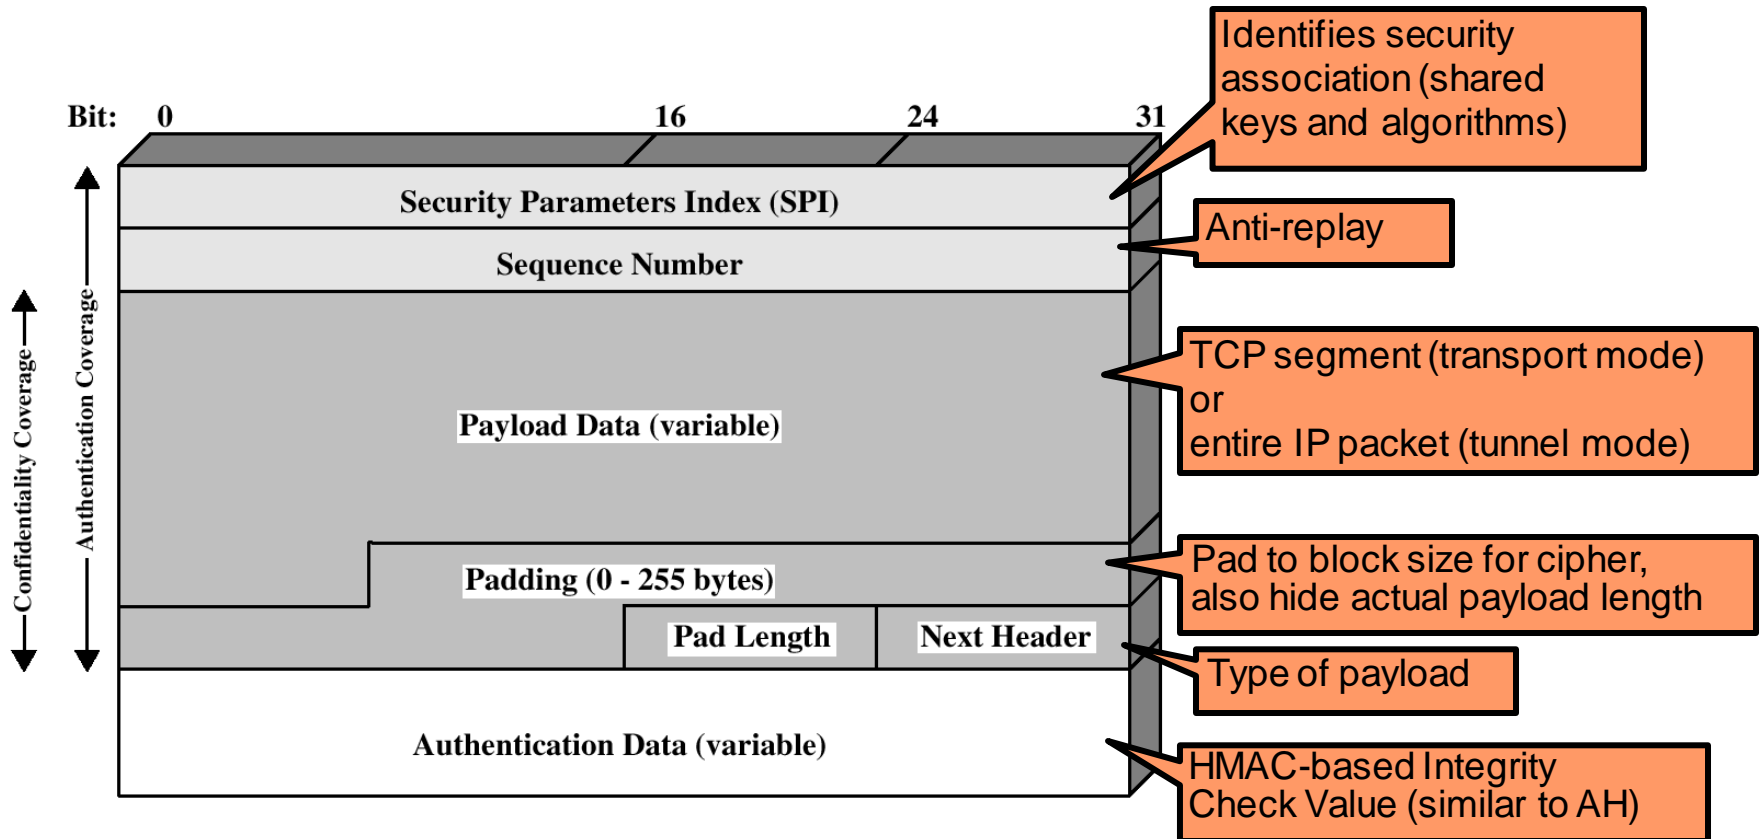 Identifies security
association (shared
keys and algorithms)
Bit: 0 16 24 31
Security Parameters Index (SPI)
Anti-replay
Sequence Number
Confidentiality Coverage
Authentication Coverage
TCP segment (transport mode)
or
entire IP packet (tunnel mode)
Payload Data (variable)
Pad to block size for cipher,
also hide actual payload length
Padding (0 - 255 bytes)
Pad Length Next Header
Type of payload
Authentication Data (variable)
HMAC-based Integrity
Check Value (similar to AH)